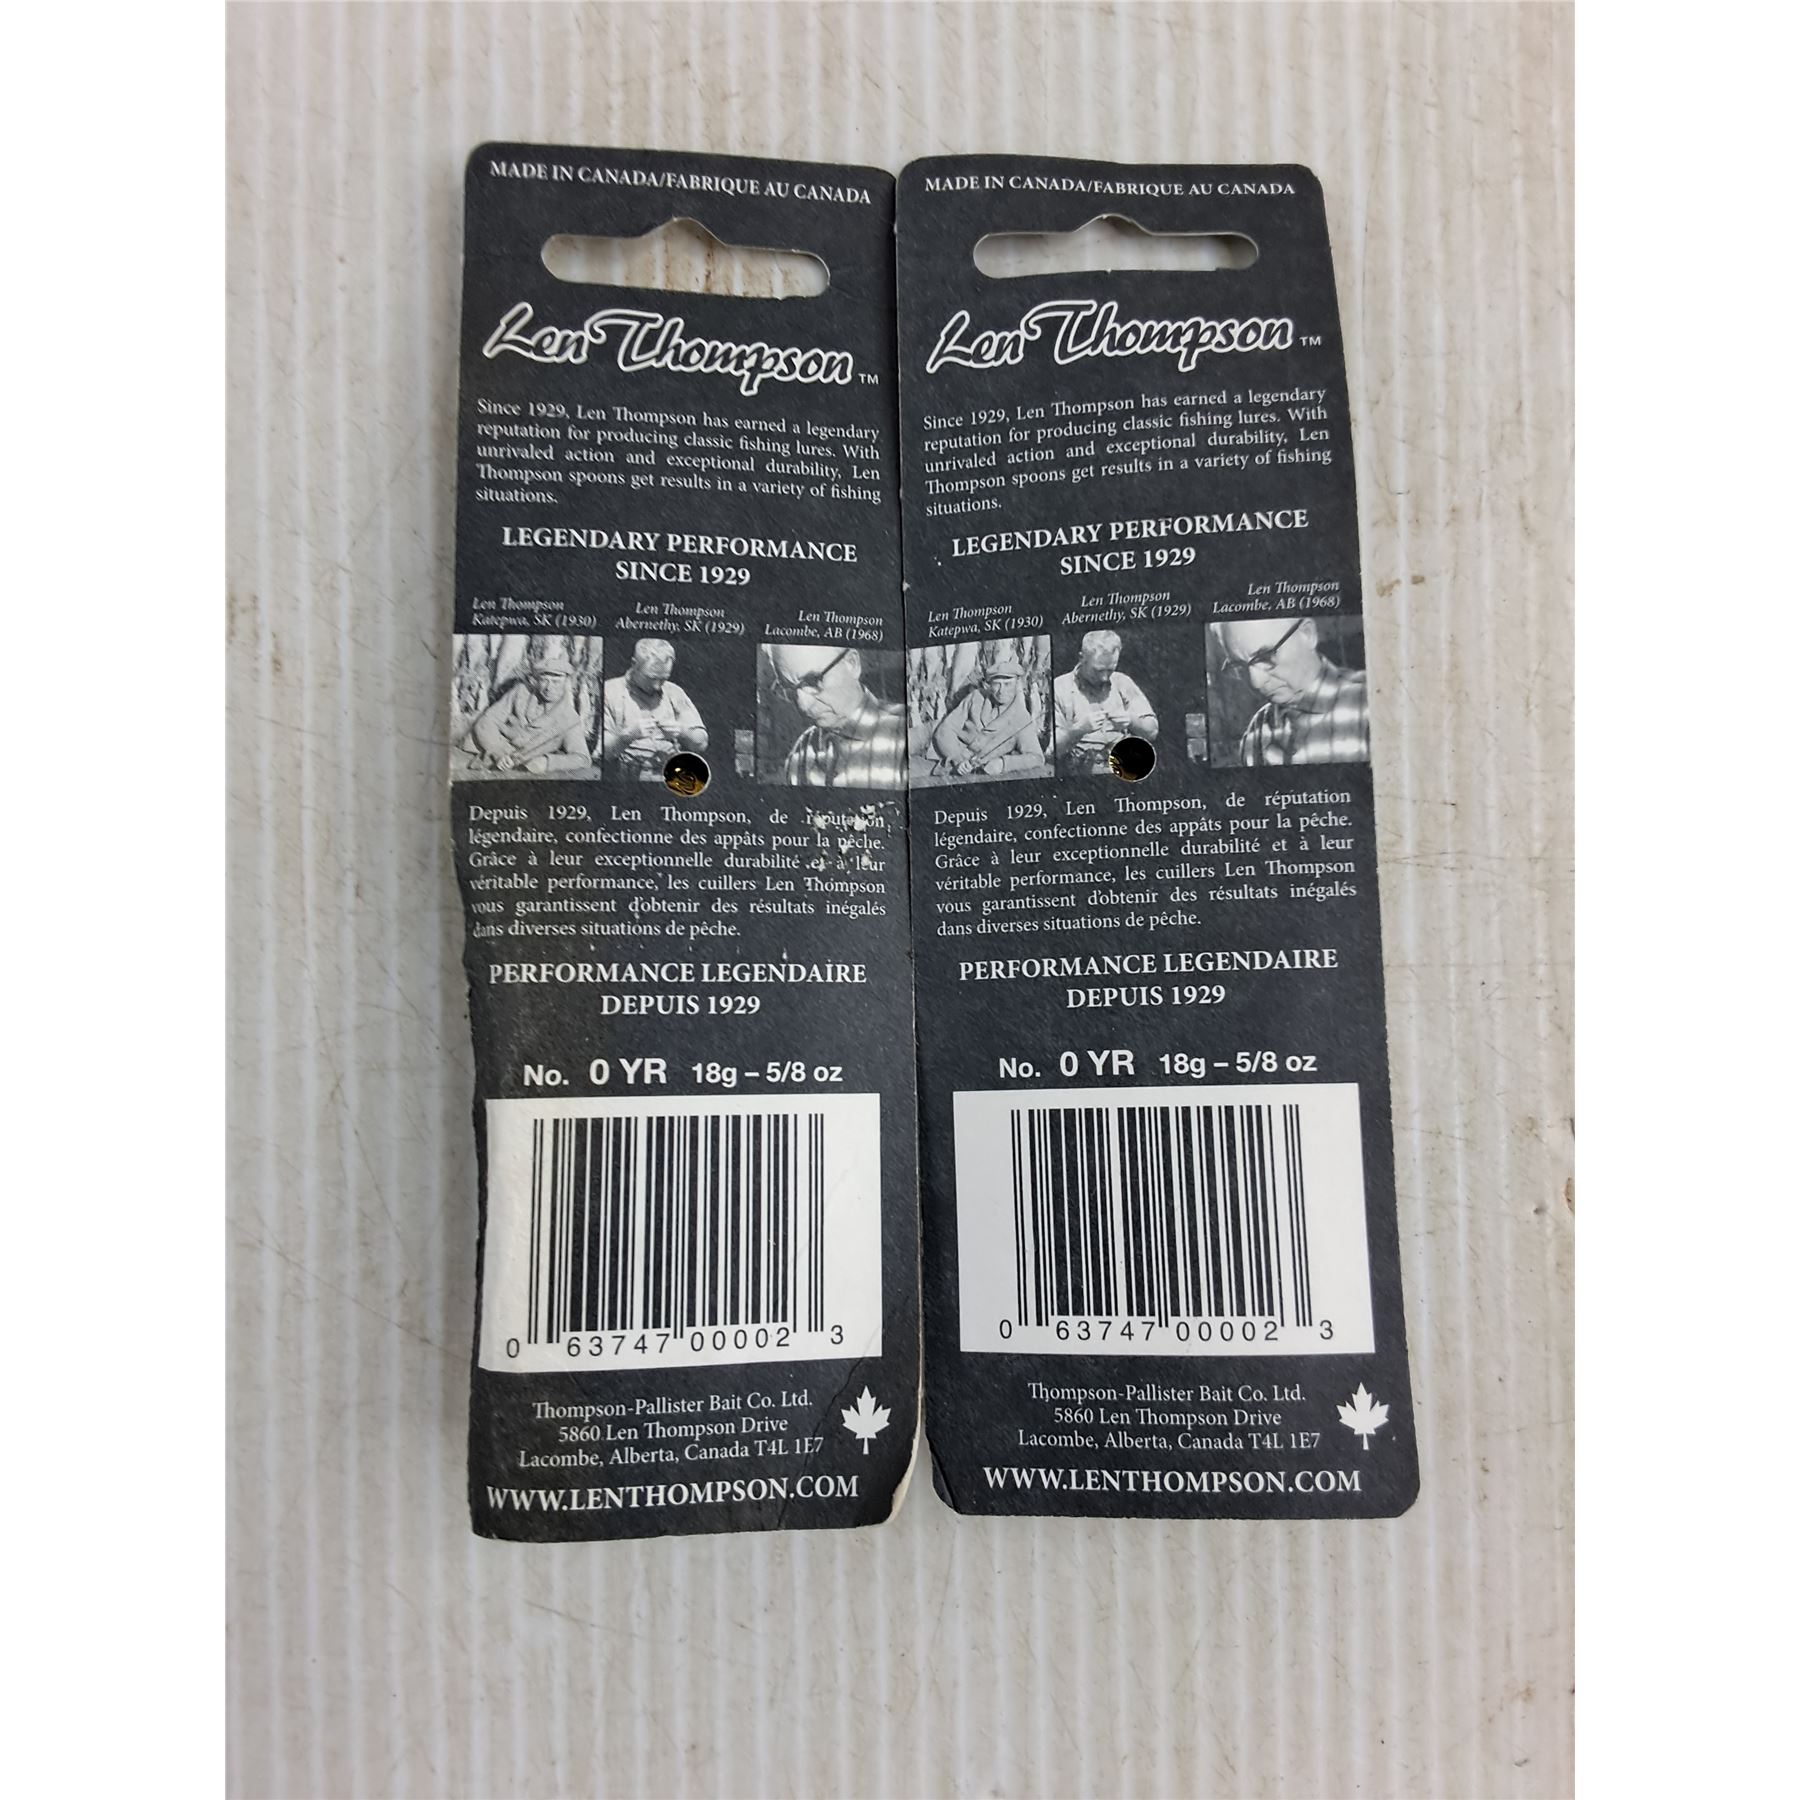 MADE IN CANADA/FABRIQUE AU CANADA
Len Thompson TM
Since 1929, Len Thompson has earned a legendary
reputation for producing classic fishing lures. With
unrivaled action and exceptional durability, Len
Thompson spoons get results in a variety of fishing
situations.
LEGENDARY PERFORMANCE
SINCE 1929
Len Thompson
Katepwa, SK (1930)
Len Thompson
Abernethy, SK (1929)
Len Thompson
Lacombe, AB (1968)
Depuis 1929, Len Thompson, de réputation
légendaire, confectionne des appâts pour la pêche.
Grâce à leur exceptionnelle durabilité et à leur
véritable performance, les cuillers Len Thompson
vous garantissent d'obtenir des résultats inégalés
dans diverses situations de pêche.
PERFORMANCE LEGENDAIRE
DEPUIS 1929
No. 0 YR 18g – 5/8 oz
0 63747 00002 3
Thompson-Pallister Bait Co. Ltd.
5860 Len Thompson Drive
Lacombe, Alberta, Canada T4L 1E7
WWW.LENTHOMPSON.COM
MADE IN CANADA/FABRIQUE AU CANADA
Len Thompson TM
Since 1929, Len Thompson has earned a legendary
reputation for producing classic fishing lures. With
unrivaled action and exceptional durability, Len
Thompson spoons get results in a variety of fishing
situations.
LEGENDARY PERFORMANCE
SINCE 1929
Len Thompson
Katepwa, SK (1930)
Len Thompson
Abernethy, SK (1929)
Len Thompson
Lacombe, AB (1968)
Depuis 1929, Len Thompson, de réputation
légendaire, confectionne des appâts pour la pêche.
Grâce à leur exceptionnelle durabilité et à leur
véritable performance, les cuillers Len Thompson
vous garantissent d'obtenir des résultats inégalés
dans diverses situations de pêche.
PERFORMANCE LEGENDAIRE
DEPUIS 1929
No. 0 YR 18g – 5/8 oz
0 63747 00002 3
Thompson-Pallister Bait Co. Ltd.
5860 Len Thompson Drive
Lacombe, Alberta, Canada T4L 1E7
WWW.LENTHOMPSON.COM